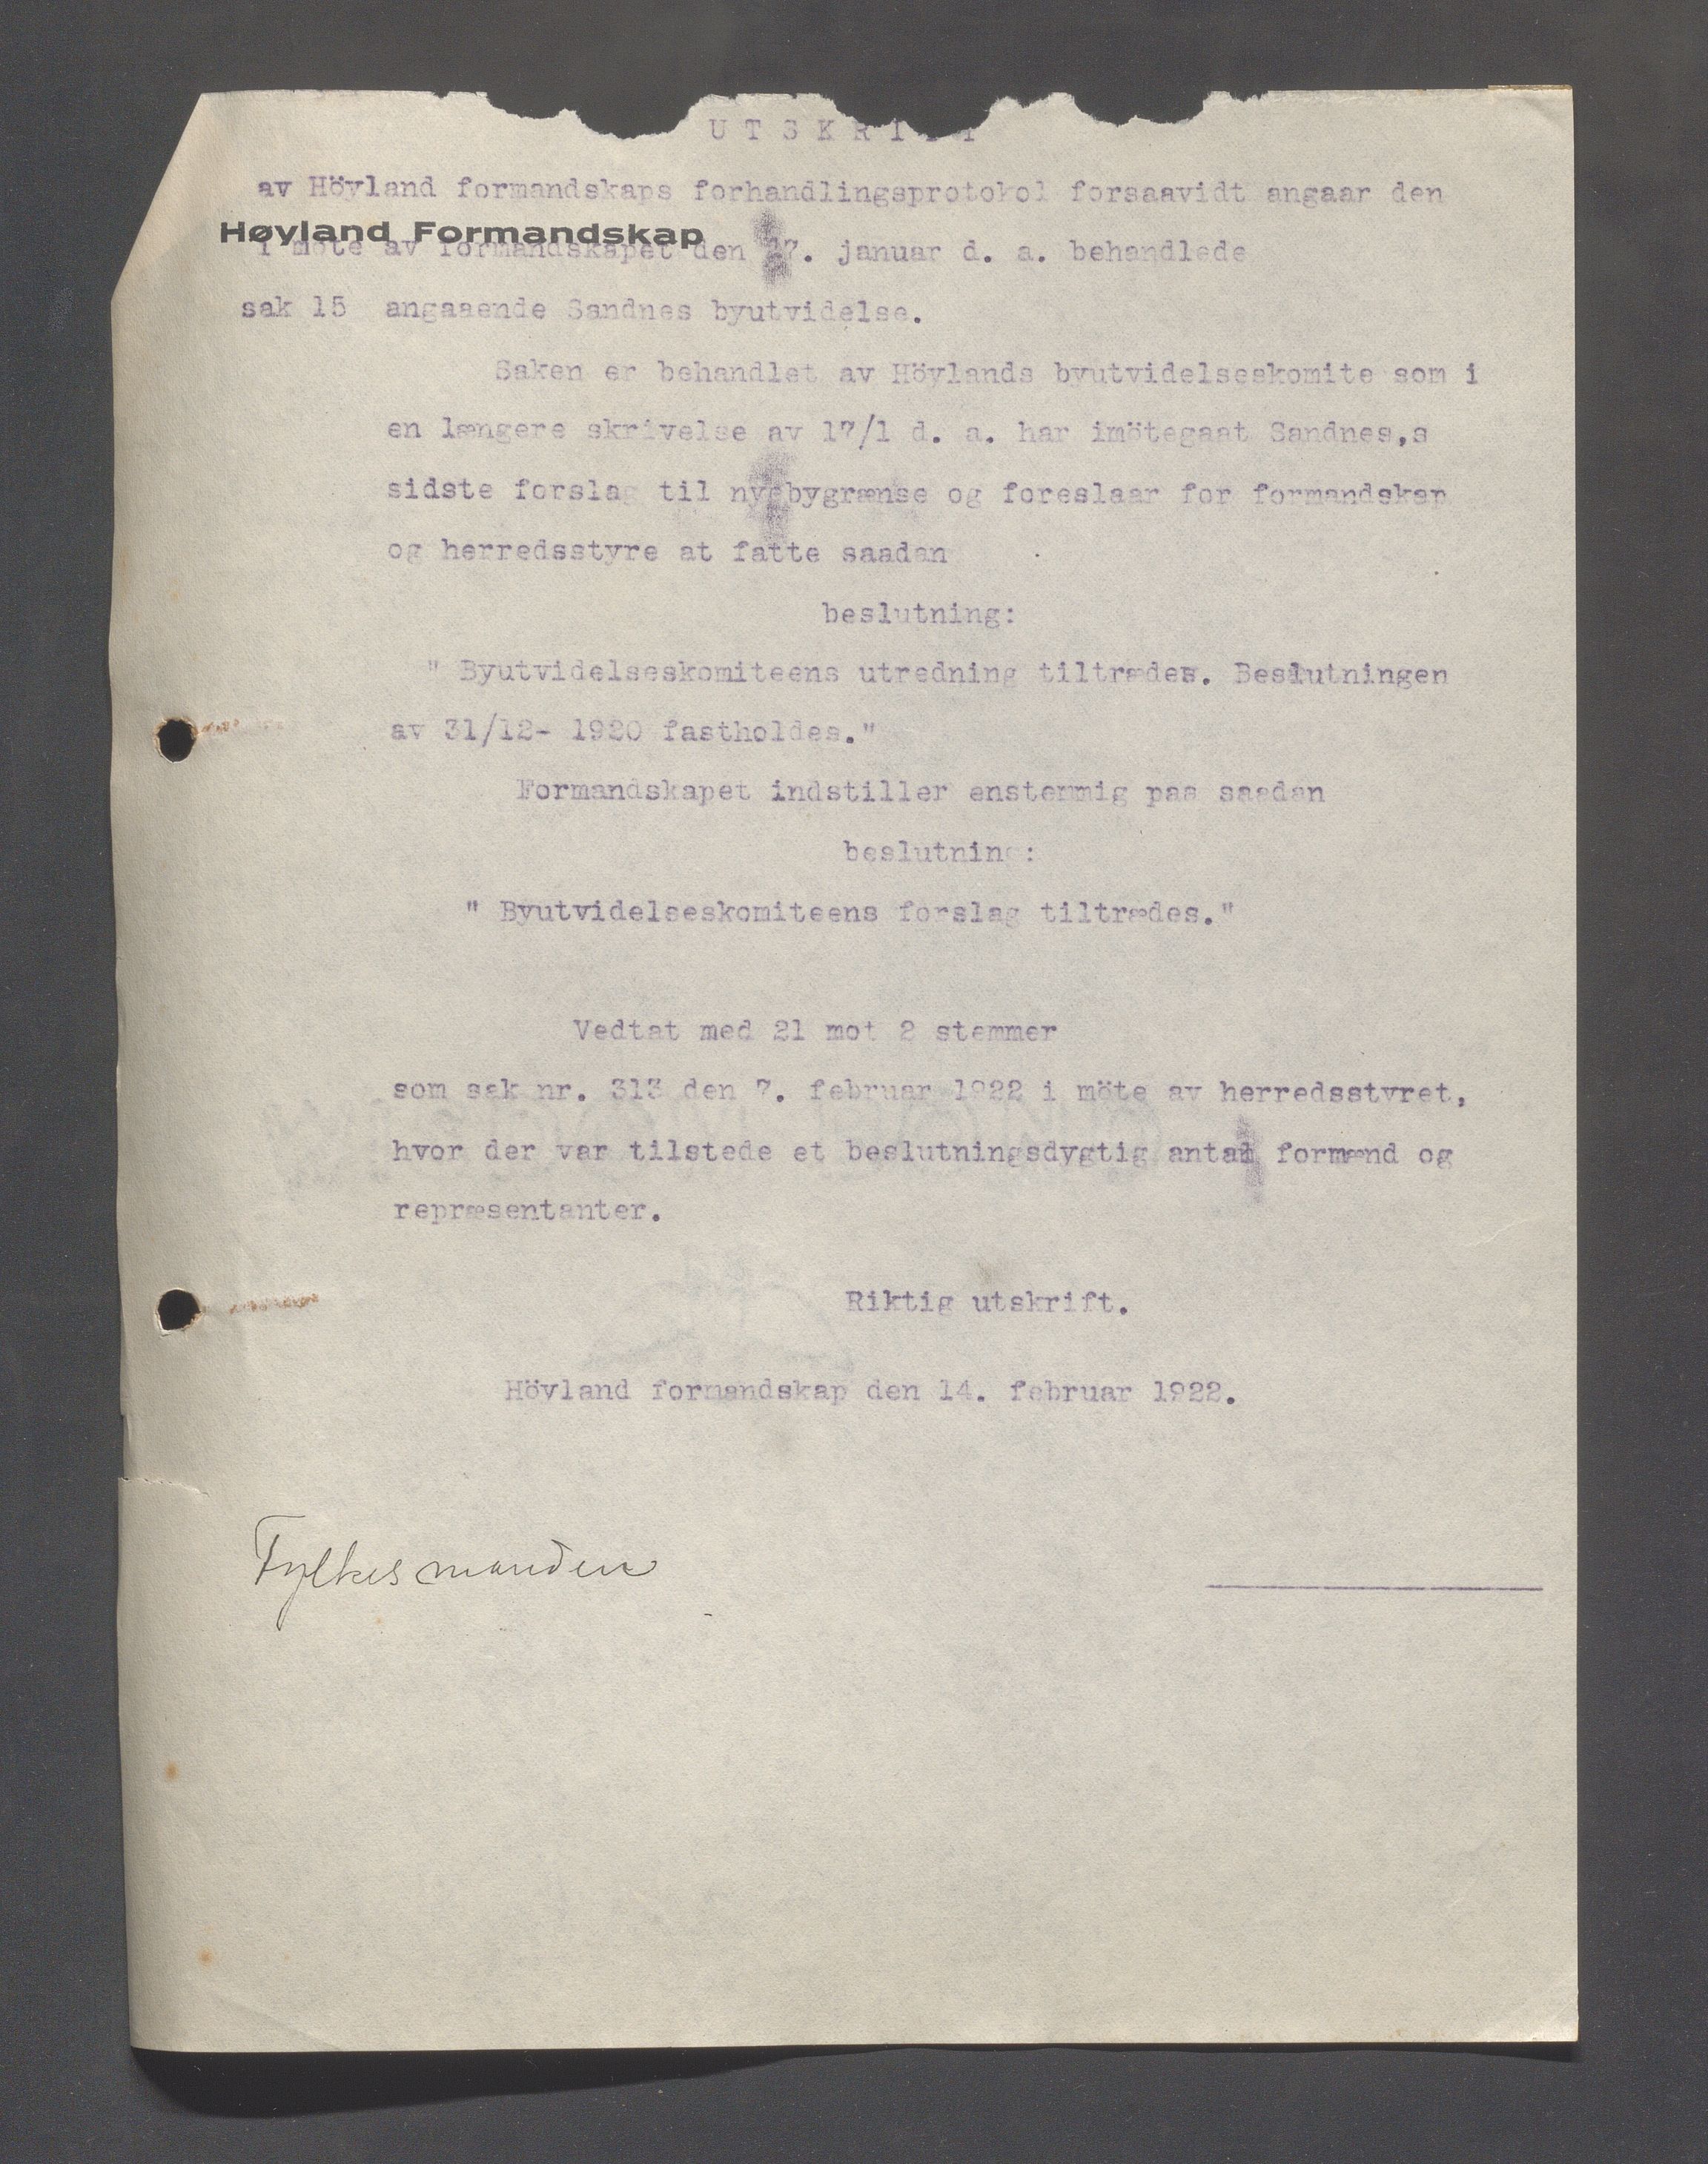 UTSKRIFT
av Höyland formandskaps forhandlingsprotokol forsaavidt angaar den
Høyland Formandskap
i möte av formandskapet den 17. januar d. a. behandlede
sak 15 angaaende Sandnes byutvidelse.
Saken er behandlet av Höylands byutvidelseskomite som i
en længere skrivelse av 17/1 d. a. har imötegaat Sandnes,s
sidste forslag til ny bygrænse og foreslaar for formandskap
og herredsstyre at fatte saadan
beslutning:
" Byutvidelseskomiteens utredning tiltrædes. Beslutningen
av 31/12- 1920 fastholdes."
Formandskapet indstiller enstemmig paa saadan
beslutning:
" Byutvidelseskomiteens forslag tiltrædes."
Vedtat med 21 mot 2 stemmer
som sak nr. 313 den 7. februar 1922 i möte av herredsstyret,
hvor der var tilstede et beslutningsdygtig antal formænd og
repræsentanter.
Riktig utskrift.
Höyland formandskap den 14. februar 1922.
Fylkesmanden